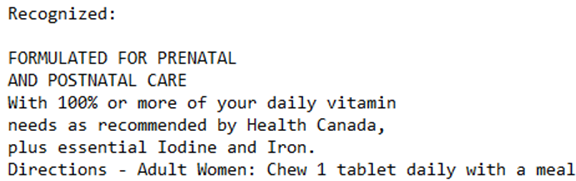 Recognized:
FORMULATED FOR PRENATAL
AND POSTNATAL CARE
With 100% or more of your daily vitamin
needs as recommended by Health Canada,
plus essential Iodine and Iron.
Directions - Adult Women: Chew 1 tablet daily with a meal